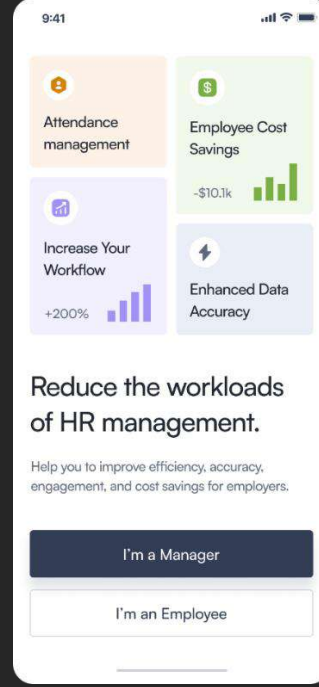 9:41
Attendance
management
Employee Cost
Savings
-$10.1k
Increase Your
Workflow
+200%
Enhanced Data
Accuracy
Reduce the workloads
of HR management.
Help you to improve efficiency, accuracy,
engagement, and cost savings for employers.
I'm a Manager
I'm an Employee